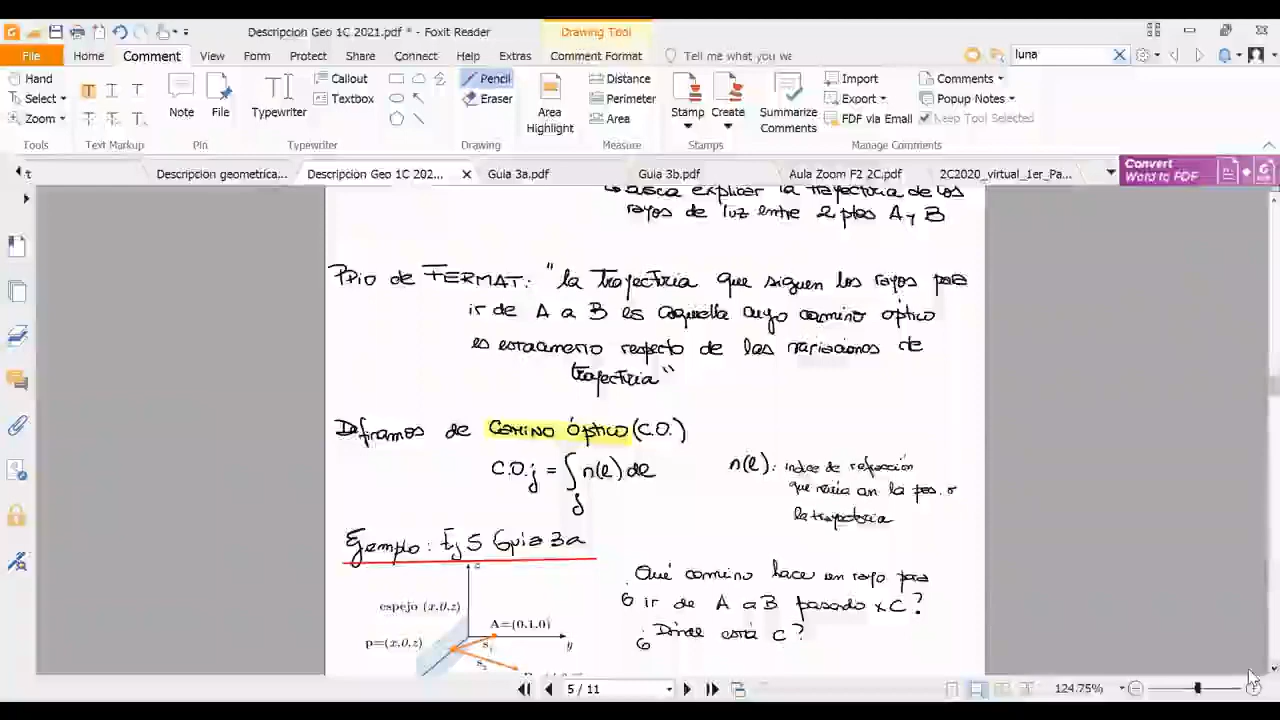 Descripcion Geo 1C 2021.pdf * - Foxit Reader
Drawing Tool
File Home Comment View Form Protect Share Connect Help Extras Comment Format Tell me what you wa luna
Hand
Select
Zoom
Tools
Text Markup
Note
File
Pin
Typewriter
Callout
Textbox
Typewriter
Pencil
Eraser
Drawing
Area Highlight
Distance
Perimeter
Area
Measure
Stamp Create
Stamps
Summarize Comments
Import
Export
FDF via Email
Comments
Popup Notes
Keep Tool Selected
Manage Comments
t Descripcion geometrica... Descripcion Geo 1C 202... Guia 3a.pdf Guia 3b.pdf Aula Zoom F2 2C.pdf 2C2020_virtual_1er_Pa...
Convert
Word to PDF
busca explicar la trayectoria de los
rayos de luz entre 2 ptos A y B
PPio de FERMAT: "la trayectoria que siguen los rayos para
ir de A a B es aquella cuyo camino óptico
es estacionario respecto de las variaciones de
trayectoria"
Definamos de Camino Óptico (C.O.)
C.O.j = ∫j n(l) dl
n(l): índice de refracción
que varía con la pos. o
la trayectoria
Ejemplo: Ej 5 Guía 3a
z
espejo (x,0,z)
A=(0,1,0)
p=(x,0,z)
s1
y
s2
Qué camino hace un rayo para
¿ ir de A a B pasando x C?
¿ Dónde está C?
5 / 11
124.75%